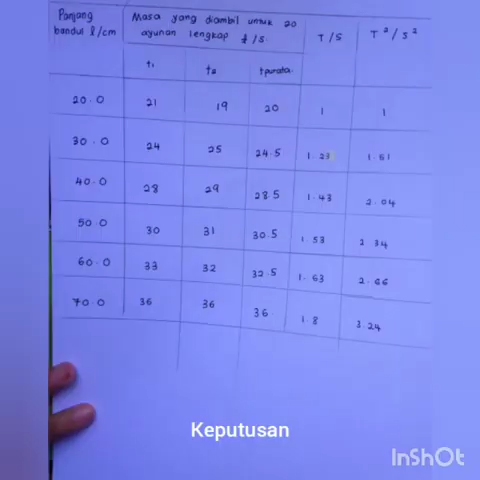 Panjang bandul l/cm | Masa yang diambil untuk 20 ayunan lengkap t/s. | T/s | T²/s²
t₁ | t₂ | tpurata.
20.0 | 21 | 19 | 20 | 1 | 1
30.0 | 24 | 25 | 24.5 | 1.23 | 1.51
40.0 | 28 | 29 | 28.5 | 1.43 | 2.04
50.0 | 30 | 31 | 30.5 | 1.53 | 2.34
60.0 | 33 | 32 | 32.5 | 1.63 | 2.66
70.0 | 36 | 36 | 36. | 1.8 | 3.24
Keputusan
InShOt